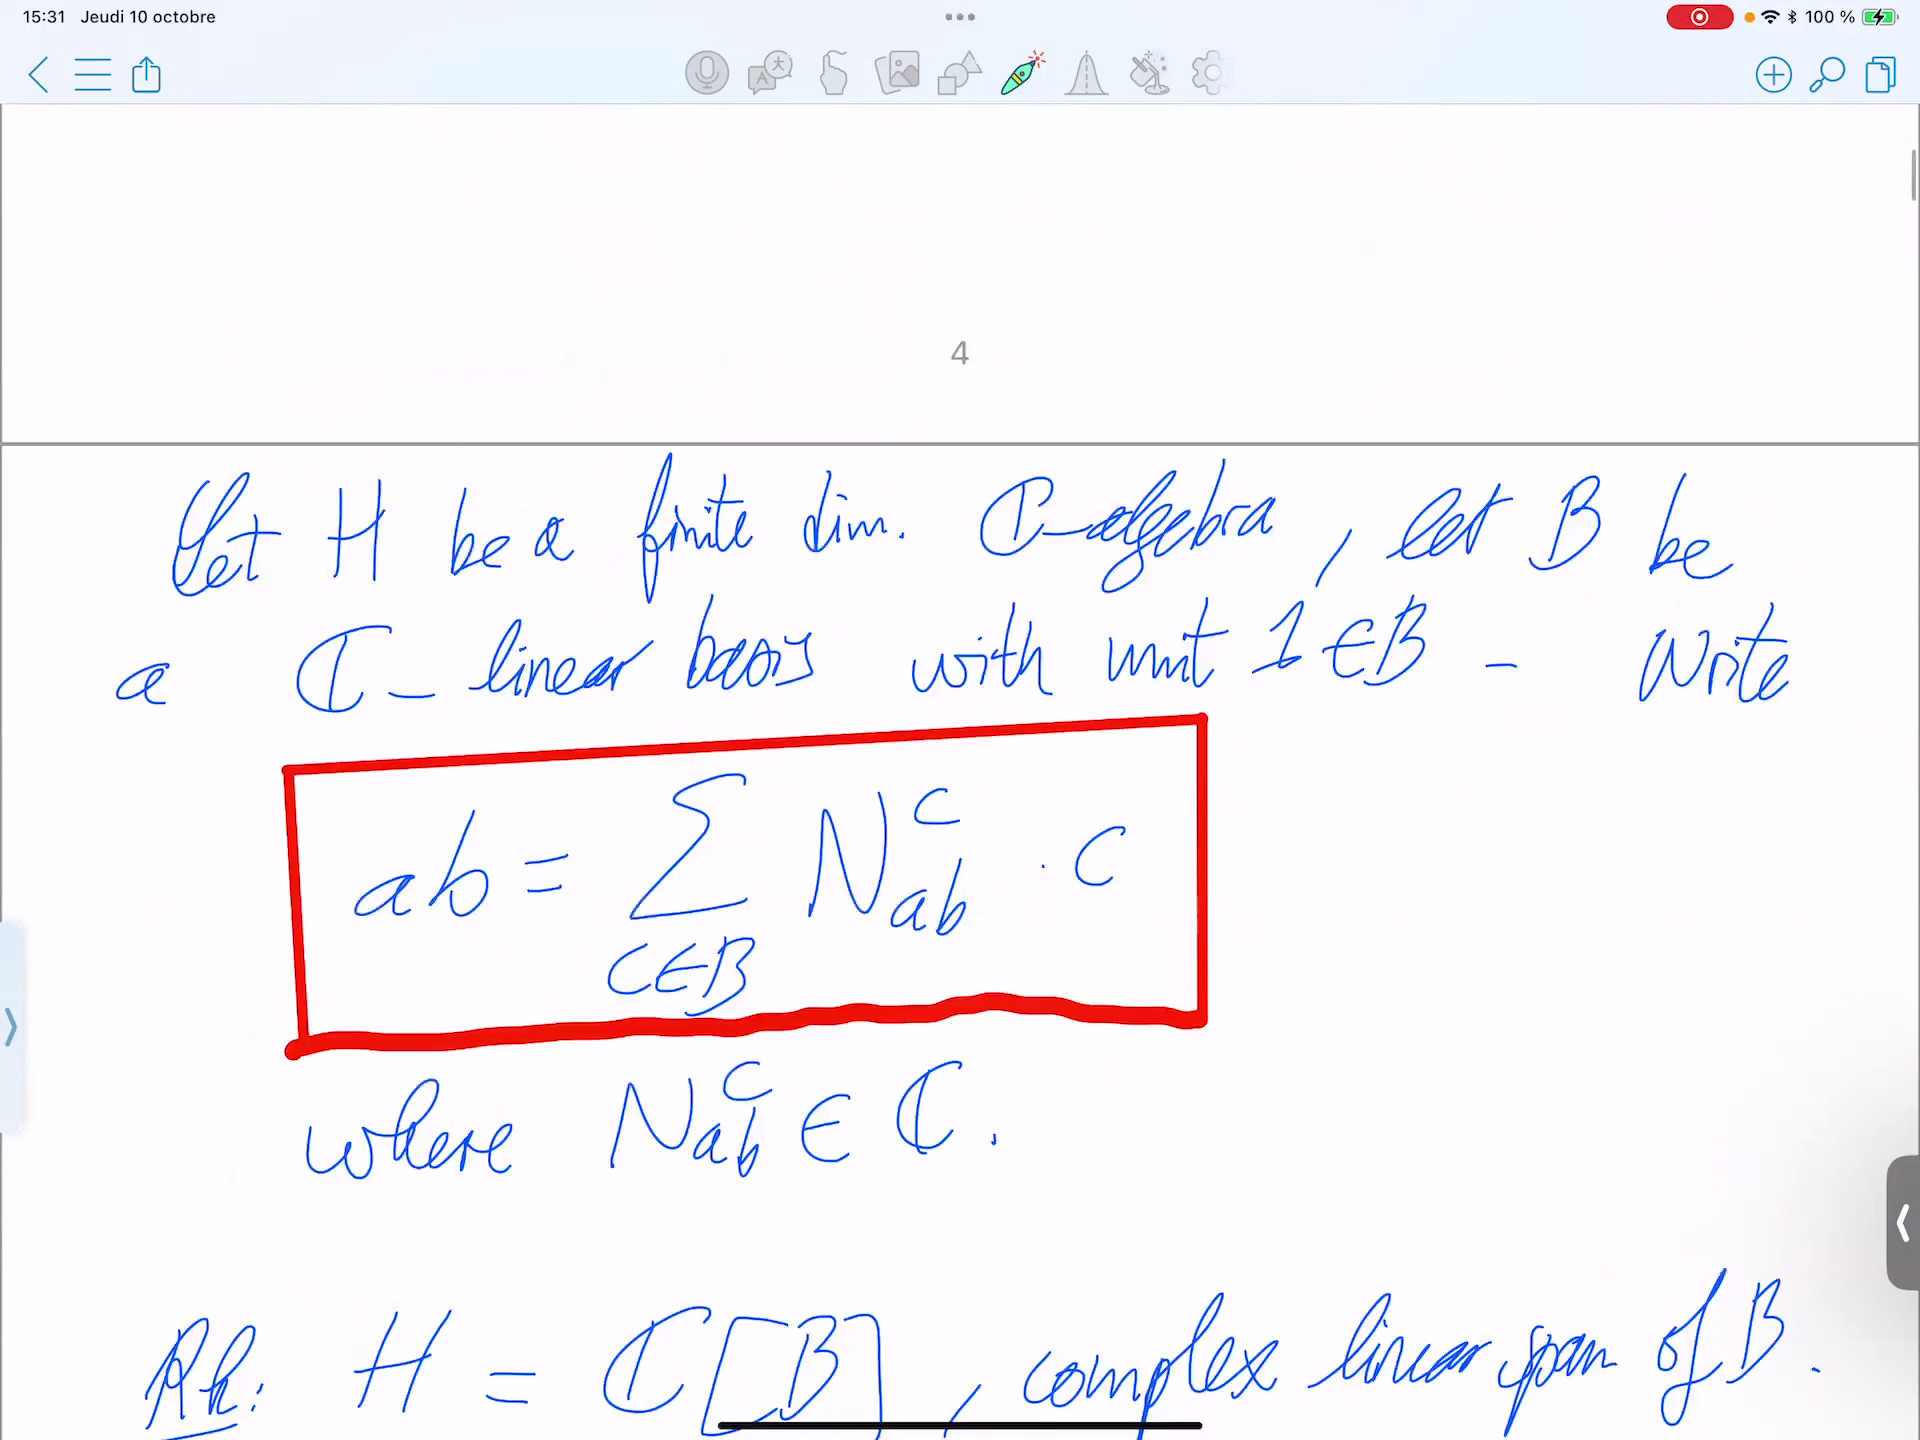 15:31 Jeudi 10 octobre
100 %
4
Let H be a finite dim. ℂ-algebra, let B be
a ℂ-linear basis with unit 1 ∈ B - Write
ab = ∑_{c∈B} N_{ab}^c · c
where N_{ab}^c ∈ ℂ.
Rk: H = ℂ[B], complex linear span of B.